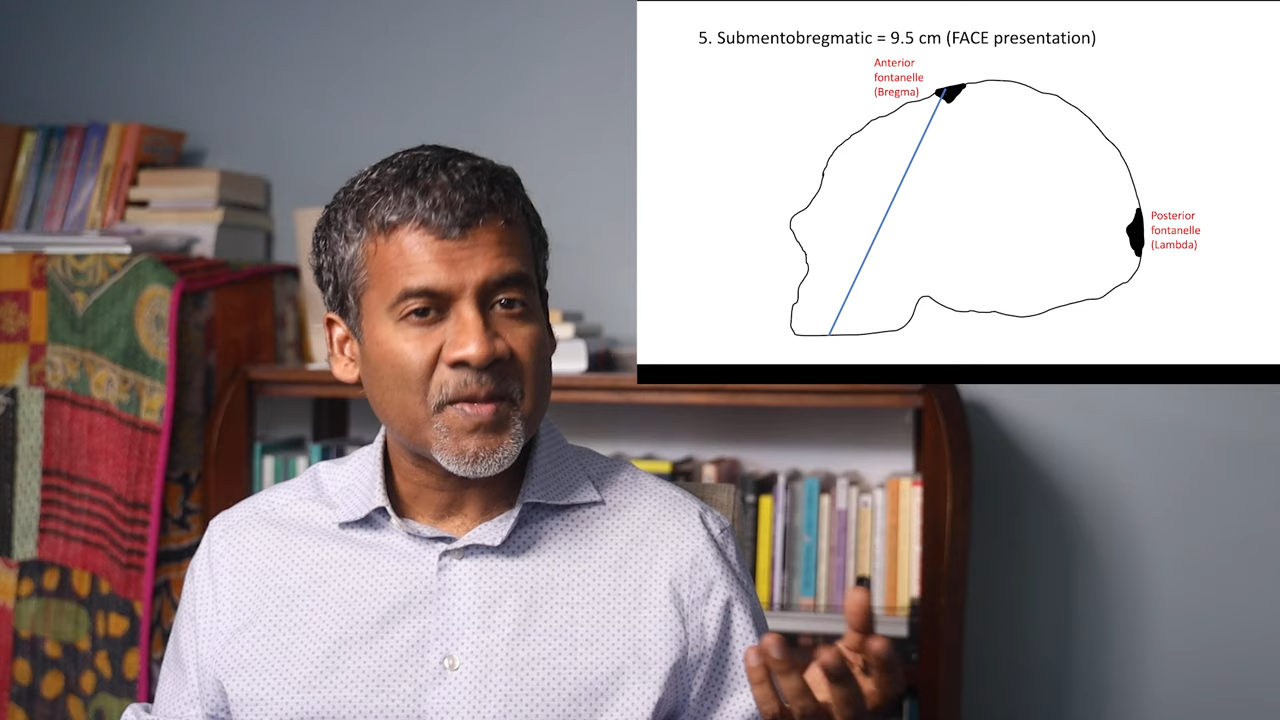 5. Submentobregmatic = 9.5 cm (FACE presentation)
Anterior
fontanelle
(Bregma)
Posterior
fontanelle
(Lambda)